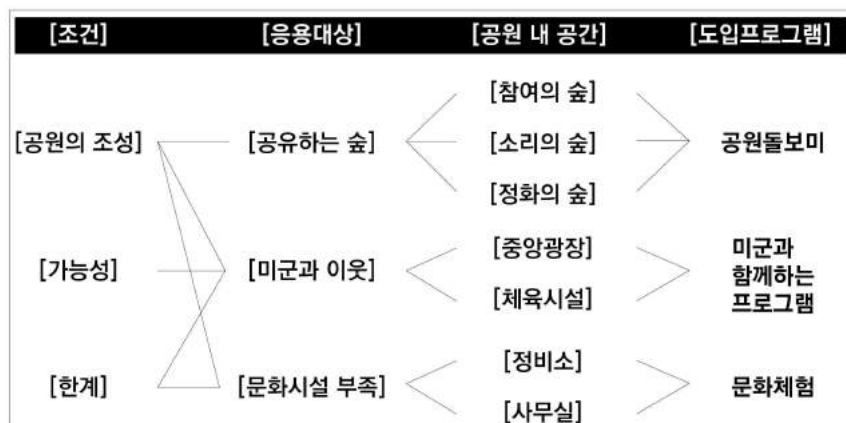 [조건] [응용대상] [공원 내 공간] [도입프로그램]
[참여의 숲]
[공원의 조성] [공유하는 숲] [소리의 숲] 공원돌보미
[정화의 숲]
[가능성] [미군과 이웃] [중앙광장] 미군과
함께하는
[체육시설] 프로그램
[정비소]
[한계] [문화시설 부족] 문화체험
[사무실]